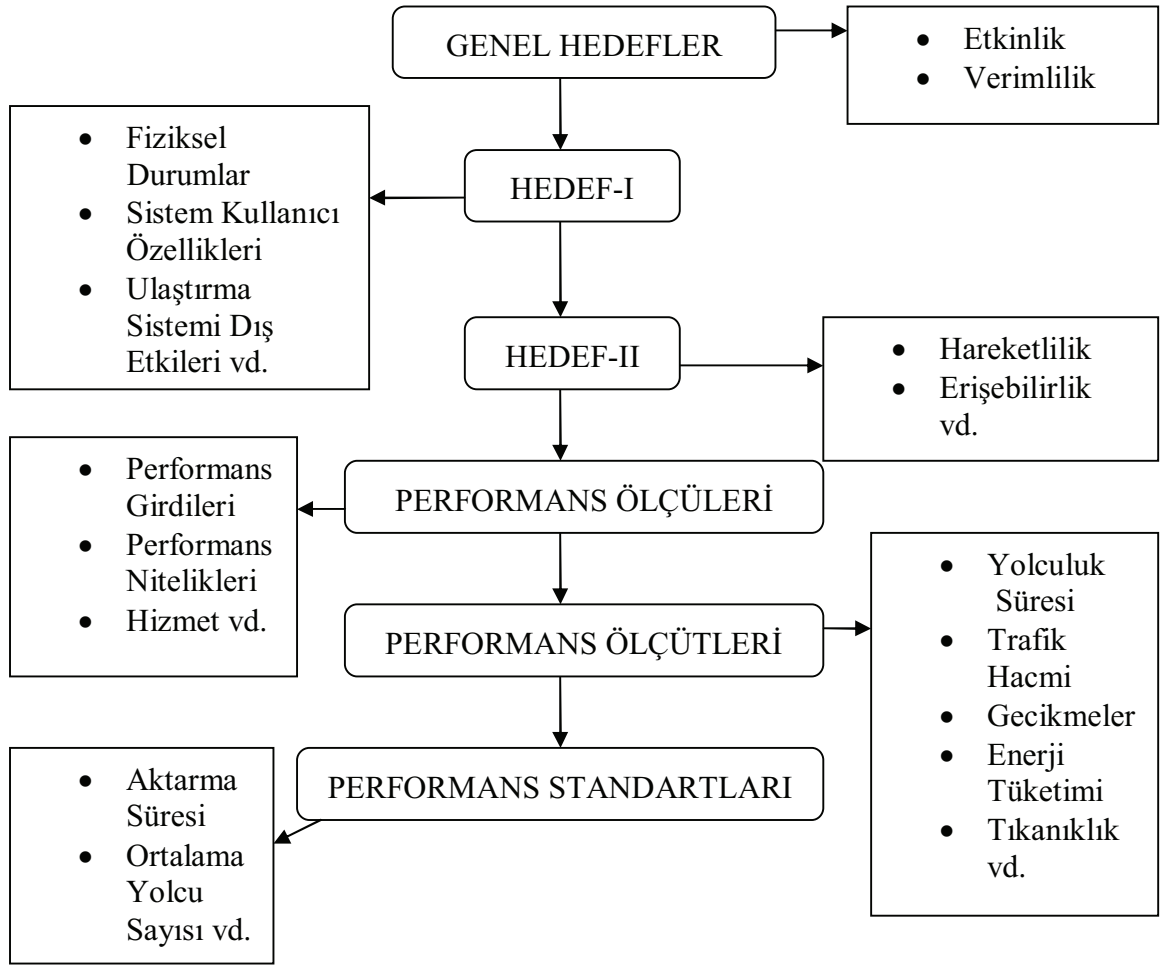 GENEL HEDEFLER
• Etkinlik
• Verimlilik
• Fiziksel
Durumlar
• Sistem Kullanıcı
Özellikleri
• Ulaştırma
Sistemi Dış
Etkileri vd.
HEDEF-I
HEDEF-II
• Hareketlilik
• Erişebilirlik
vd.
• Performans
Girdileri
• Performans
Nitelikleri
• Hizmet vd.
PERFORMANS ÖLÇÜLERİ
PERFORMANS ÖLÇÜTLERİ
• Yolculuk
Süresi
• Trafik
Hacmi
• Gecikmeler
• Enerji
Tüketimi
• Tıkanıklık
vd.
PERFORMANS STANDARTLARI
• Aktarma
Süresi
• Ortalama
Yolcu
Sayısı vd.